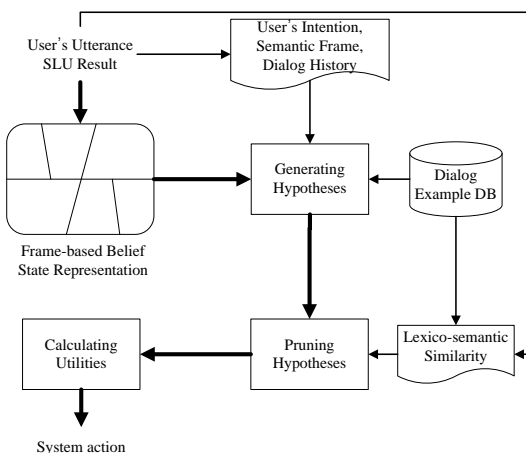 User's Utterance
SLU Result
User's Intention,
Semantic Frame,
Dialog History
Generating
Hypotheses
Dialog
Example DB
Frame-based Belief
State Representation
Calculating
Utilities
Pruning
Hypotheses
Lexico-semantic
Similarity
System action